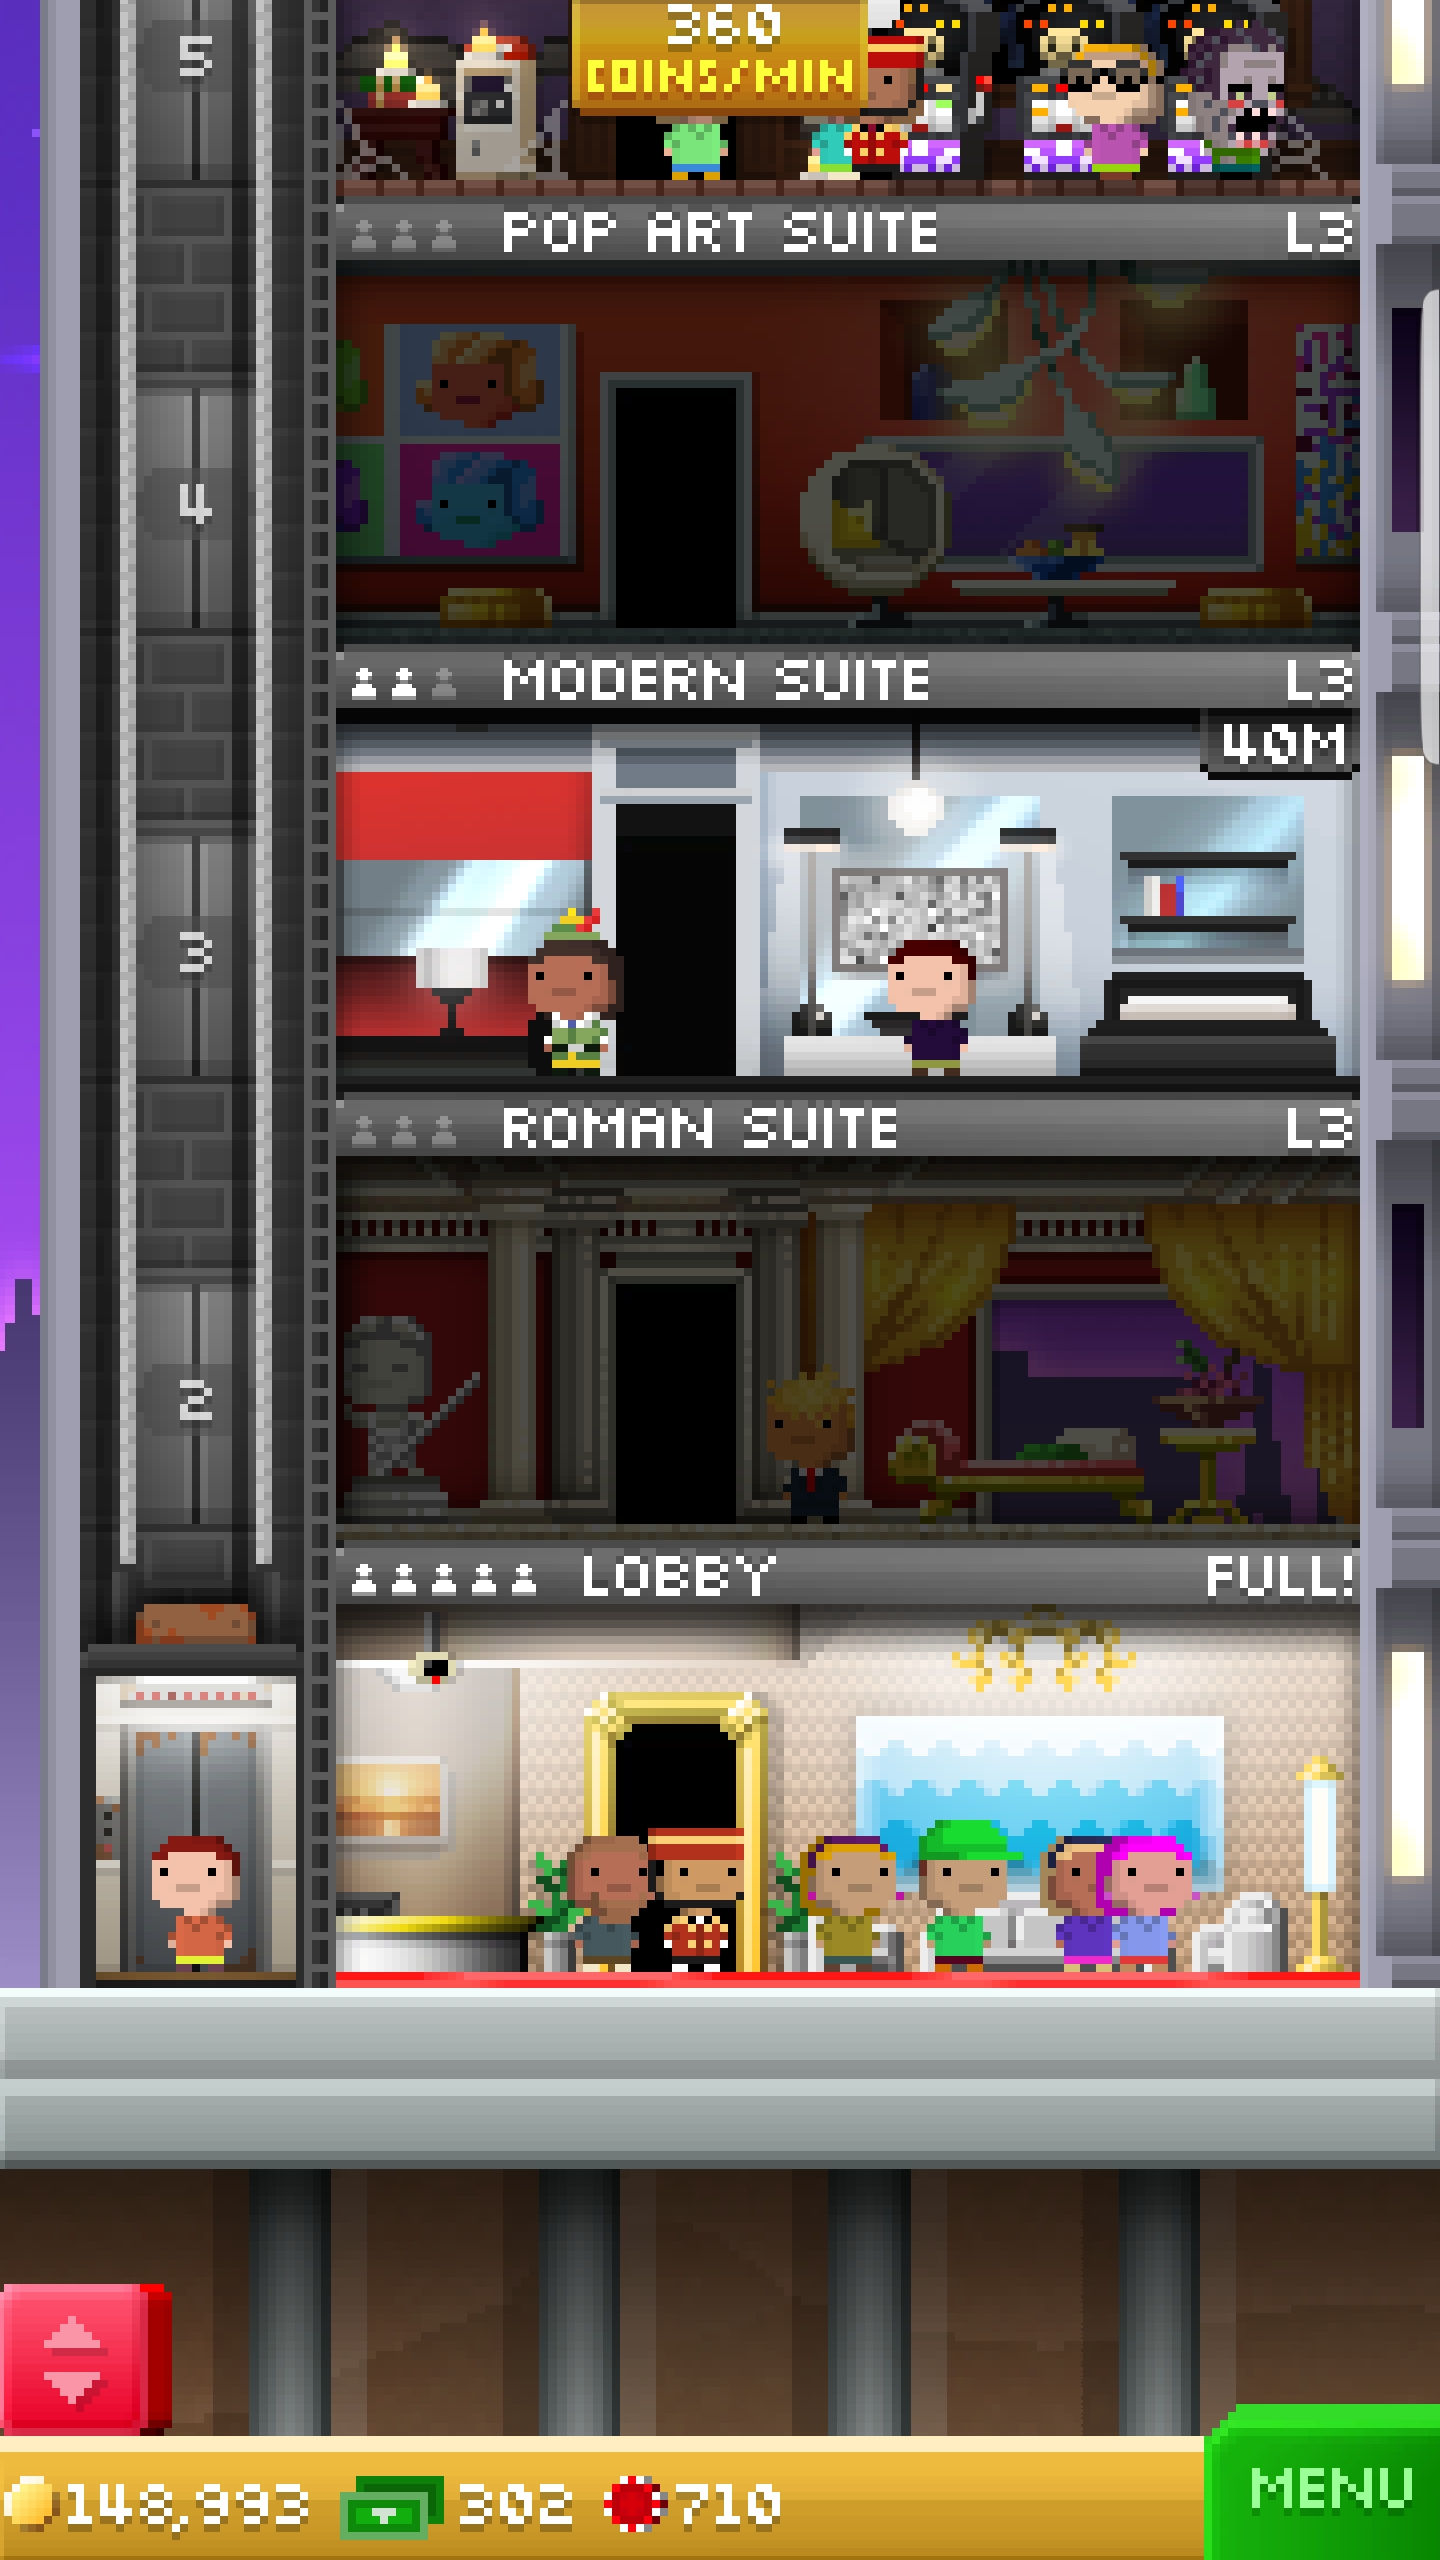 360
COINS/MIN
5
POP ART SUITE L3
4
MODERN SUITE L3
40M
3
ROMAN SUITE L3
2
LOBBY FULL!
148,993 302 710
MENU